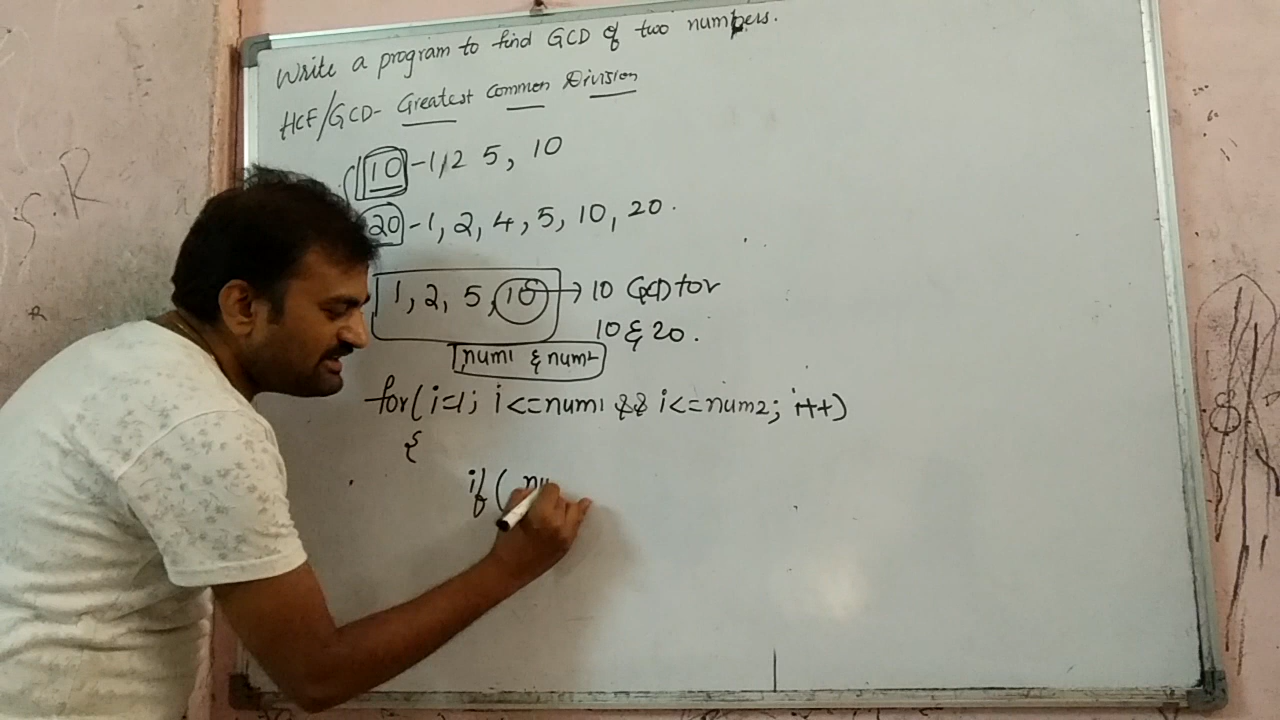 Write a program to find GCD of two numbers.
HCF/GCD- Greatest Common Division
10 -1,2 5, 10
20 -1, 2, 4, 5, 10, 20.
1, 2, 5, 10 → 10 GCD for
10 & 20.
num1 & num2
for(i=1; i<=num1 && i<=num2; i++)
{
if( nu
S.R
R